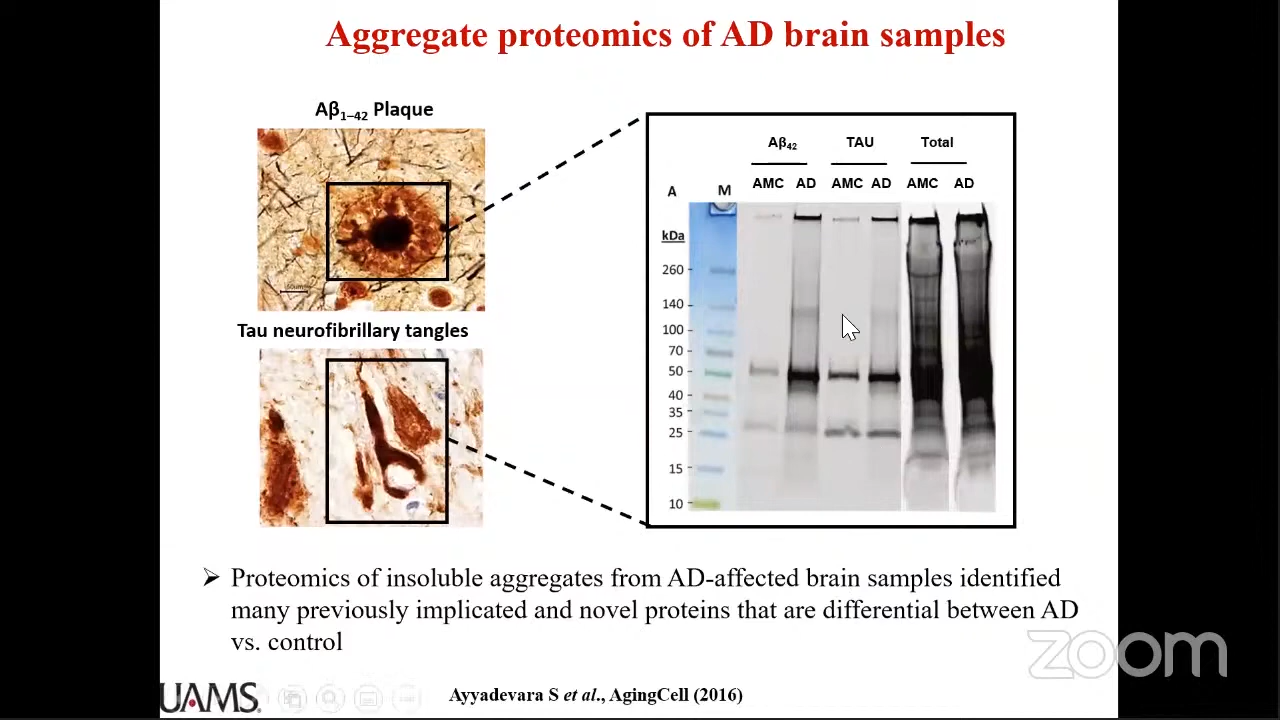 Aggregate proteomics of AD brain samples
Aβ1–42 Plaque
Tau neurofibrillary tangles
Aβ42 TAU Total
A M AMC AD AMC AD AMC AD
kDa
260
140
100
70
50
40
35
25
15
10
➢ Proteomics of insoluble aggregates from AD-affected brain samples identified
many previously implicated and novel proteins that are differential between AD
vs. control
zoom
UAMS.
Ayyadevara S et al., AgingCell (2016)